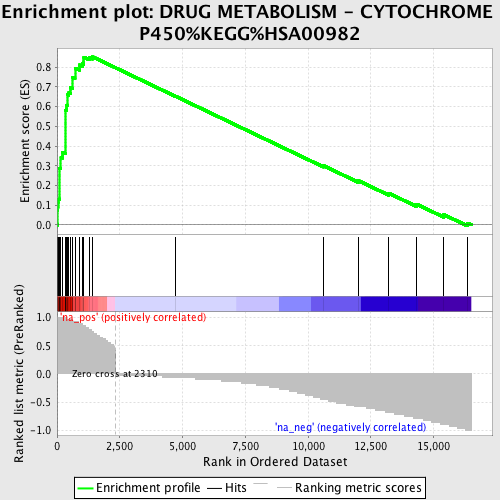 Enrichment plot: DRUG METABOLISM - CYTOCHROME
P450%KEGG%HSA00982
Enrichment score (ES)
0.8
0.7
0.6
0.5
0.4
0.3
0.2
0.1
0.0
'na_pos' (positively correlated)
Ranked list metric (PreRanked)
1.0
0.5
0.0
-0.5
-1.0
Zero cross at 2310
'na_neg' (negatively correlated)
0 2,500 5,000 7,500 10,000 12,500 15,000
Rank in Ordered Dataset
Enrichment profile Hits Ranking metric scores